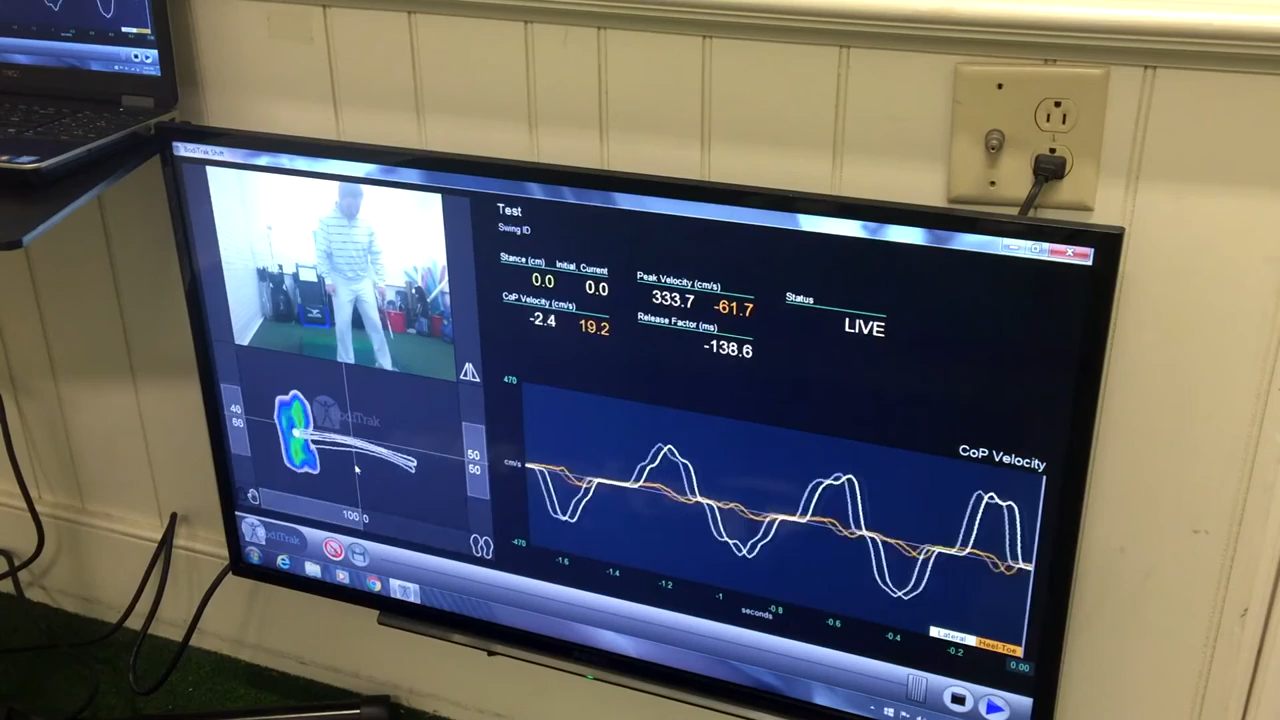 BodiTrak Shift
Test
Swing ID
Stance (cm) Initial, Current
0.0 0.0
CoP Velocity (cm/s)
-2.4 19.2
Peak Velocity (cm/s)
333.7 -61.7
Release Factor (ms)
-138.6
Status
LIVE
BodiTrak
40
60
50
50
100 0
BodiTrak
CoP Velocity
470
cm/s
-470
-1.6 -1.4 -1.2 -1 -0.8 -0.6 -0.4 -0.2 0.00
seconds
Lateral Heel-Toe